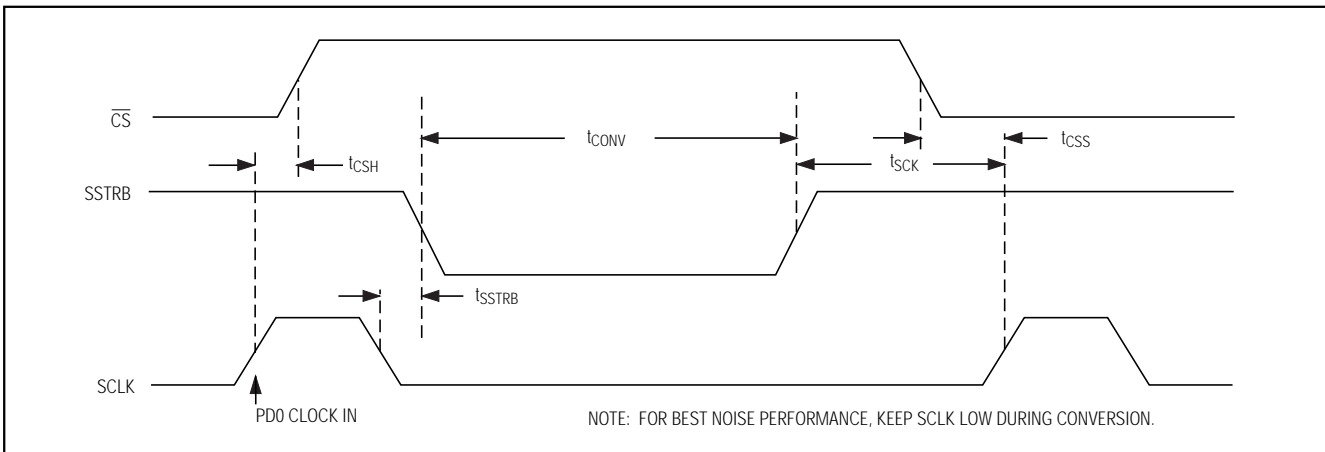 CS
tCONV
tCSS
tCSH
tSCK
SSTRB
tSSTRB
SCLK
PD0 CLOCK IN
NOTE: FOR BEST NOISE PERFORMANCE, KEEP SCLK LOW DURING CONVERSION.